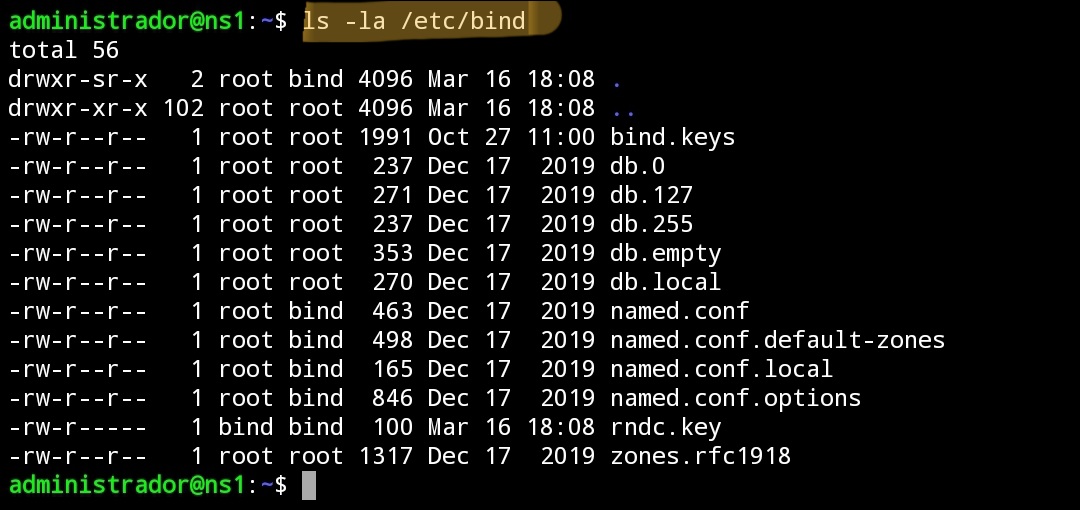 administrador@ns1:~$ ls -la /etc/bind
total 56
drwxr-sr-x   2 root bind 4096 Mar 16 18:08 .
drwxr-xr-x 102 root root 4096 Mar 16 18:08 ..
-rw-r--r--   1 root root 1991 Oct 27 11:00 bind.keys
-rw-r--r--   1 root root  237 Dec 17  2019 db.0
-rw-r--r--   1 root root  271 Dec 17  2019 db.127
-rw-r--r--   1 root root  237 Dec 17  2019 db.255
-rw-r--r--   1 root root  353 Dec 17  2019 db.empty
-rw-r--r--   1 root root  270 Dec 17  2019 db.local
-rw-r--r--   1 root bind  463 Dec 17  2019 named.conf
-rw-r--r--   1 root bind  498 Dec 17  2019 named.conf.default-zones
-rw-r--r--   1 root bind  165 Dec 17  2019 named.conf.local
-rw-r--r--   1 root bind  846 Dec 17  2019 named.conf.options
-rw-r-----   1 bind bind  100 Mar 16 18:08 rndc.key
-rw-r--r--   1 root root 1317 Dec 17  2019 zones.rfc1918
administrador@ns1:~$